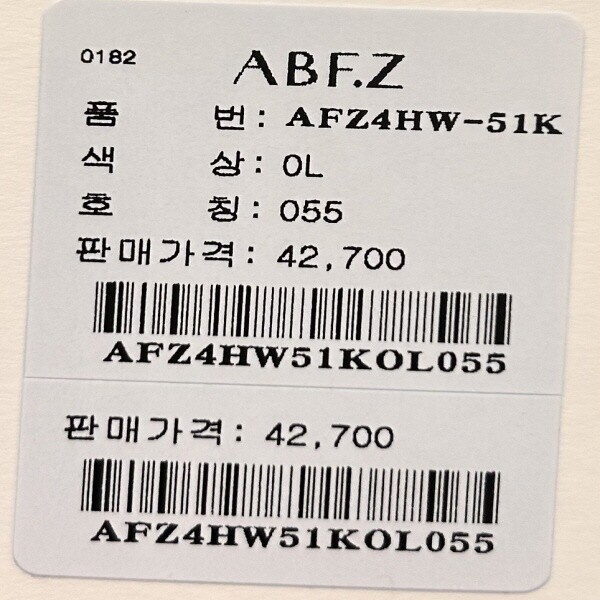 0182 ABF.Z
품 번: AFZ4HW-51K
색 상: OL
호 칭: 055
판매가격: 42,700
AFZ4HW51KOL055
판매가격: 42,700
AFZ4HW51KOL055